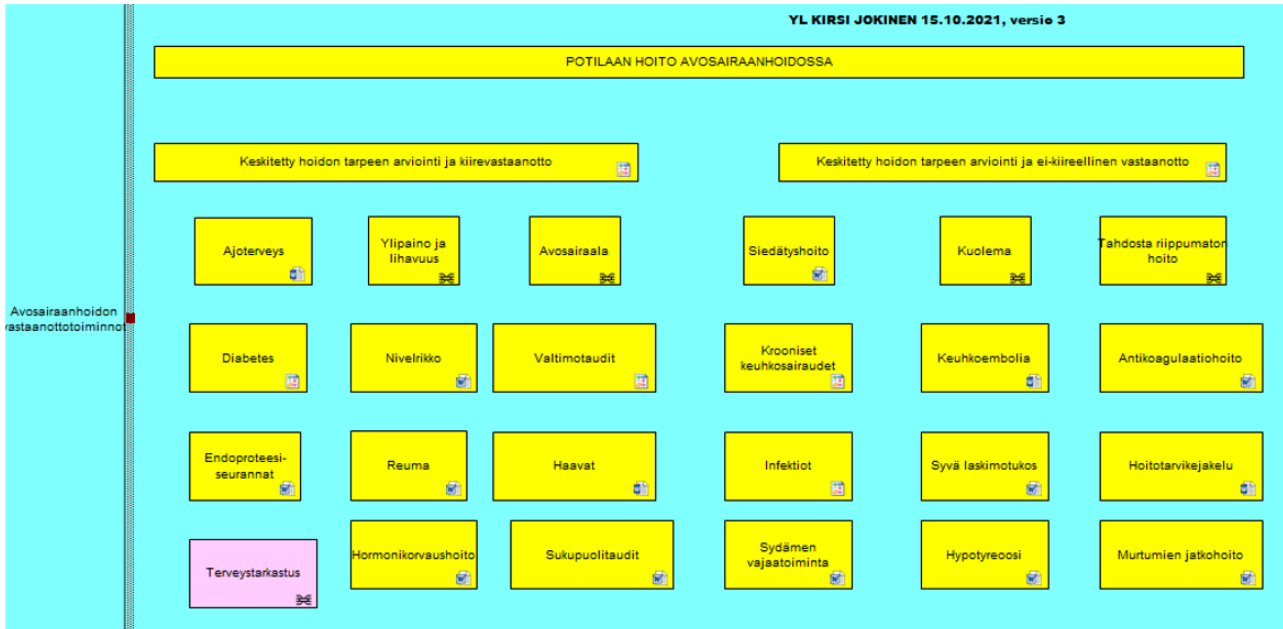 YL KIRSI JOKINEN 15.10.2021, versio 3
POTILAAN HOITO AVOSAIRAANHOIDOSSA
Keskitetty hoidon tarpeen arviointi ja kiirevastaanotto
Keskitetty hoidon tarpeen arviointi ja ei-kiireellinen vastaanotto
Ajoterveys
Ylipaino ja
lihavuus
Avosairaala
Siedätyshoito
Kuolema
Tahdosta riippumaton
hoito
Avosairaanhoidon
vastaanottotoiminnot
Diabetes
Nivelrikko
Valtimotaudit
Krooniset
keuhkosairaudet
Keuhkoembolia
Antikoagulaatiohoito
Endoproteesi-
seurannat
Reuma
Haavat
Infektiot
Syvä laskimotukos
Hoitotarvikejakelu
Terveystarkastus
Hormonikorvaushoito
Sukupuolitaudit
Sydämen
vajaatoiminta
Hypotyreoosi
Murtumien jatkohoito